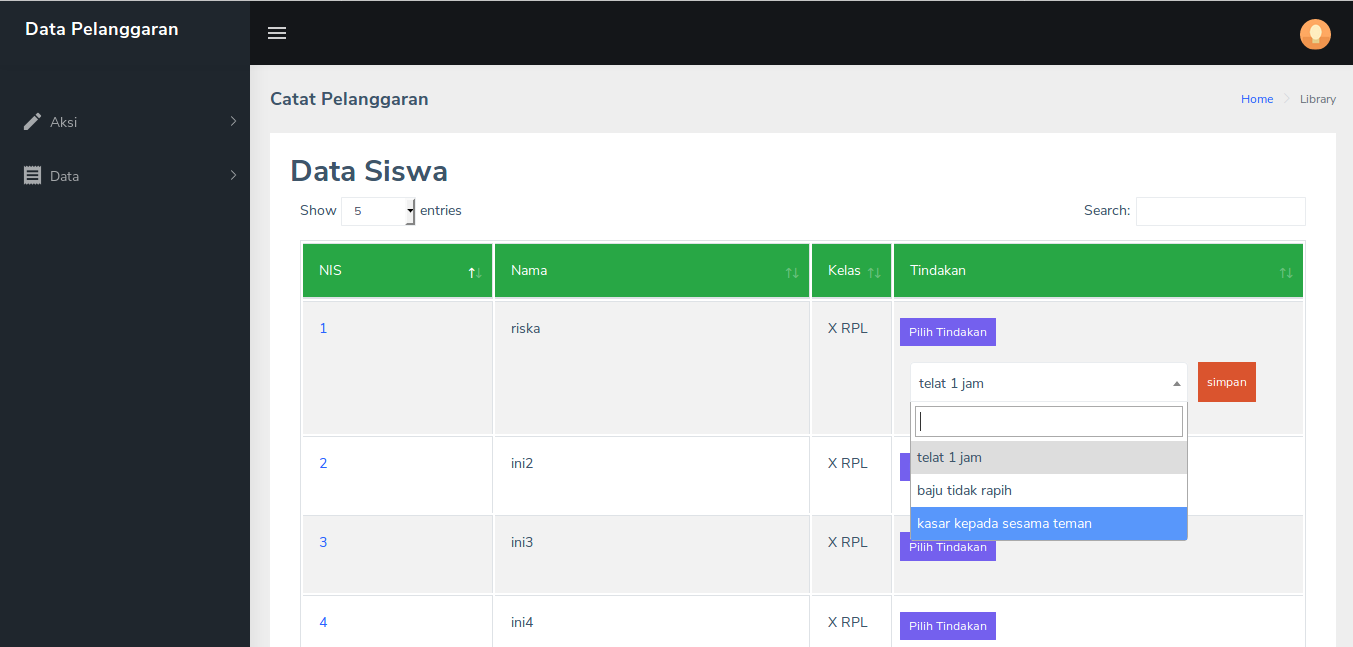 Data Pelanggaran
Aksi
Data
Catat Pelanggaran
Home Library
Data Siswa
Show 5 entries Search:
NIS Nama Kelas Tindakan
1 riska X RPL Pilih Tindakan
telat 1 jam simpan
telat 1 jam
baju tidak rapih
kasar kepada sesama teman
2 ini2 X RPL
3 ini3 X RPL Pilih Tindakan
4 ini4 X RPL Pilih Tindakan